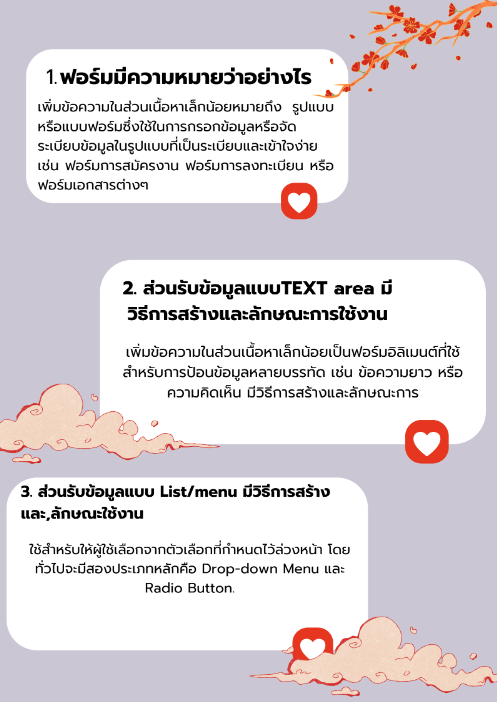 1.ฟอร์มมีความหมายว่าอย่างไร
เพิ่มข้อความในส่วนเนื้อหาเล็กน้อยหมายถึง รูปแบบ
หรือแบบฟอร์มซึ่งใช้ในการกรอกข้อมูลหรือจัด
ระเบียบข้อมูลในรูปแบบที่เป็นระเบียบและเข้าใจง่าย
เช่น ฟอร์มการสมัครงาน ฟอร์มการลงทะเบียน หรือ
ฟอร์มเอกสารต่างๆ
2. ส่วนรับข้อมูลแบบTEXT area มี
วิธีการสร้างและลักษณะการใช้งาน
เพิ่มข้อความในส่วนเนื้อหาเล็กน้อยเป็นฟอร์มอิลิเมนต์ที่ใช้
สำหรับการป้อนข้อมูลหลายบรรทัด เช่น ข้อความยาว หรือ
ความคิดเห็น มีวิธีการสร้างและลักษณะการ
3. ส่วนรับข้อมูลแบบ List/menu มีวิธีการสร้าง
และ,ลักษณะใช้งาน
ใช้สำหรับให้ผู้ใช้เลือกจากตัวเลือกที่กำหนดไว้ล่วงหน้า โดย
ทั่วไปจะมีสองประเภทหลักคือ Drop-down Menu และ
Radio Button.